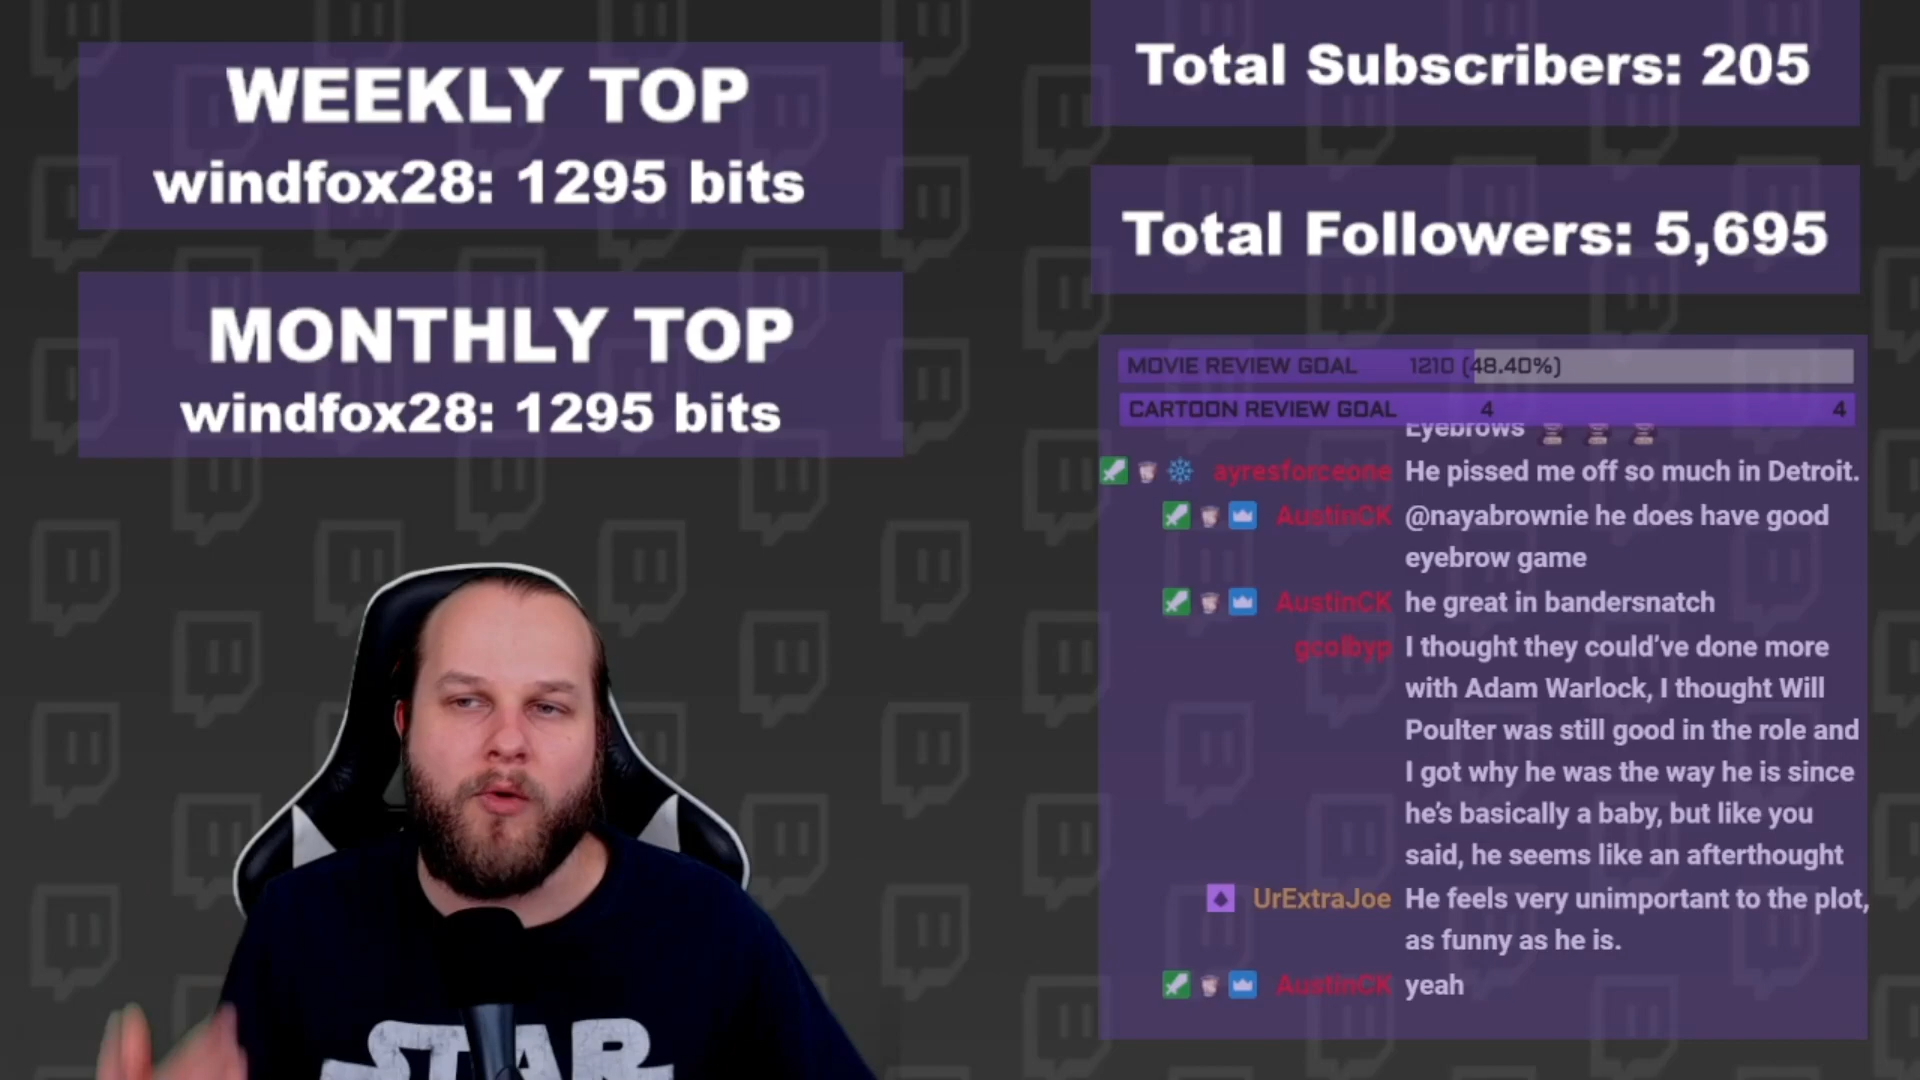 WEEKLY TOP
windfox28: 1295 bits
MONTHLY TOP
windfox28: 1295 bits
Total Subscribers: 205
Total Followers: 5,695
MOVIE REVIEW GOAL 1210 (48.40%)
CARTOON REVIEW GOAL 4 4
Eyebrows
ayresforceone He pissed me off so much in Detroit.
AustinCK @nayabrownie he does have good
eyebrow game
AustinCK he great in bandersnatch
gcolbyp I thought they could've done more
with Adam Warlock, I thought Will
Poulter was still good in the role and
I got why he was the way he is since
he's basically a baby, but like you
said, he seems like an afterthought
UrExtraJoe He feels very unimportant to the plot,
as funny as he is.
AustinCK yeah
STAR